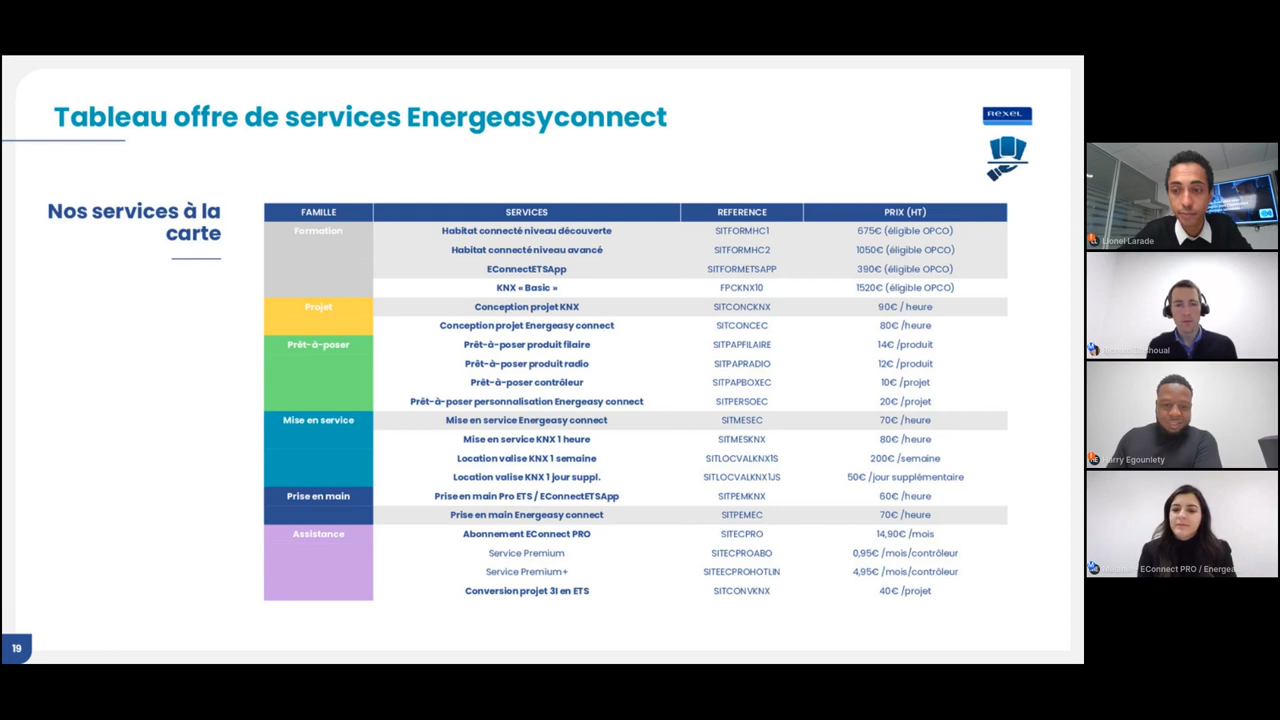 Tableau offre de services Energeasyconnect
REXEL
Nos services à la
carte
FAMILLE SERVICES REFERENCE PRIX (HT)
Formation Habitat connecté niveau découverte SITFORMHC1 675€ (éligible OPCO)
Habitat connecté niveau avancé SITFORMHC2 1050€ (éligible OPCO)
EConnectETSApp SITFORMETSAPP 390€ (éligible OPCO)
KNX « Basic » FPCKNX10 1520€ (éligible OPCO)
Projet Conception projet KNX SITCONCKNX 90€ / heure
Conception projet Energeasy connect SITCONCEC 80€ /heure
Prêt-à-poser Prêt-à-poser produit filaire SITPAPFILAIRE 14€ /produit
Prêt-à-poser produit radio SITPAPRADIO 12€ /produit
Prêt-à-poser contrôleur SITPAPBOXEC 10€ /projet
Prêt-à-poser personnalisation Energeasy connect SITPERSOEC 20€ /projet
Mise en service Mise en service Energeasy connect SITMESEC 70€ /heure
Mise en service KNX 1 heure SITMESKNX 80€ /heure
Location valise KNX 1 semaine SITLOCVALKNX1S 200€ /semaine
Location valise KNX 1 jour suppl. SITLOCVALKNX1JS 50€ /jour supplémentaire
Prise en main Prise en main Pro ETS / EConnectETSApp SITPEMKNX 60€ /heure
Prise en main Energeasy connect SITPEMEC 70€ /heure
Assistance Abonnement EConnect PRO SITECPRO 14,90€ /mois
Service Premium SITECPROABO 0,95€ /mois/contrôleur
Service Premium+ SITEECPROHOTLIN 4,95€ /mois/contrôleur
Conversion projet 3I en ETS SITCONVKNX 40€ /projet
19
Lionel Larade
Harry Egounlety
EConnect PRO / Energea